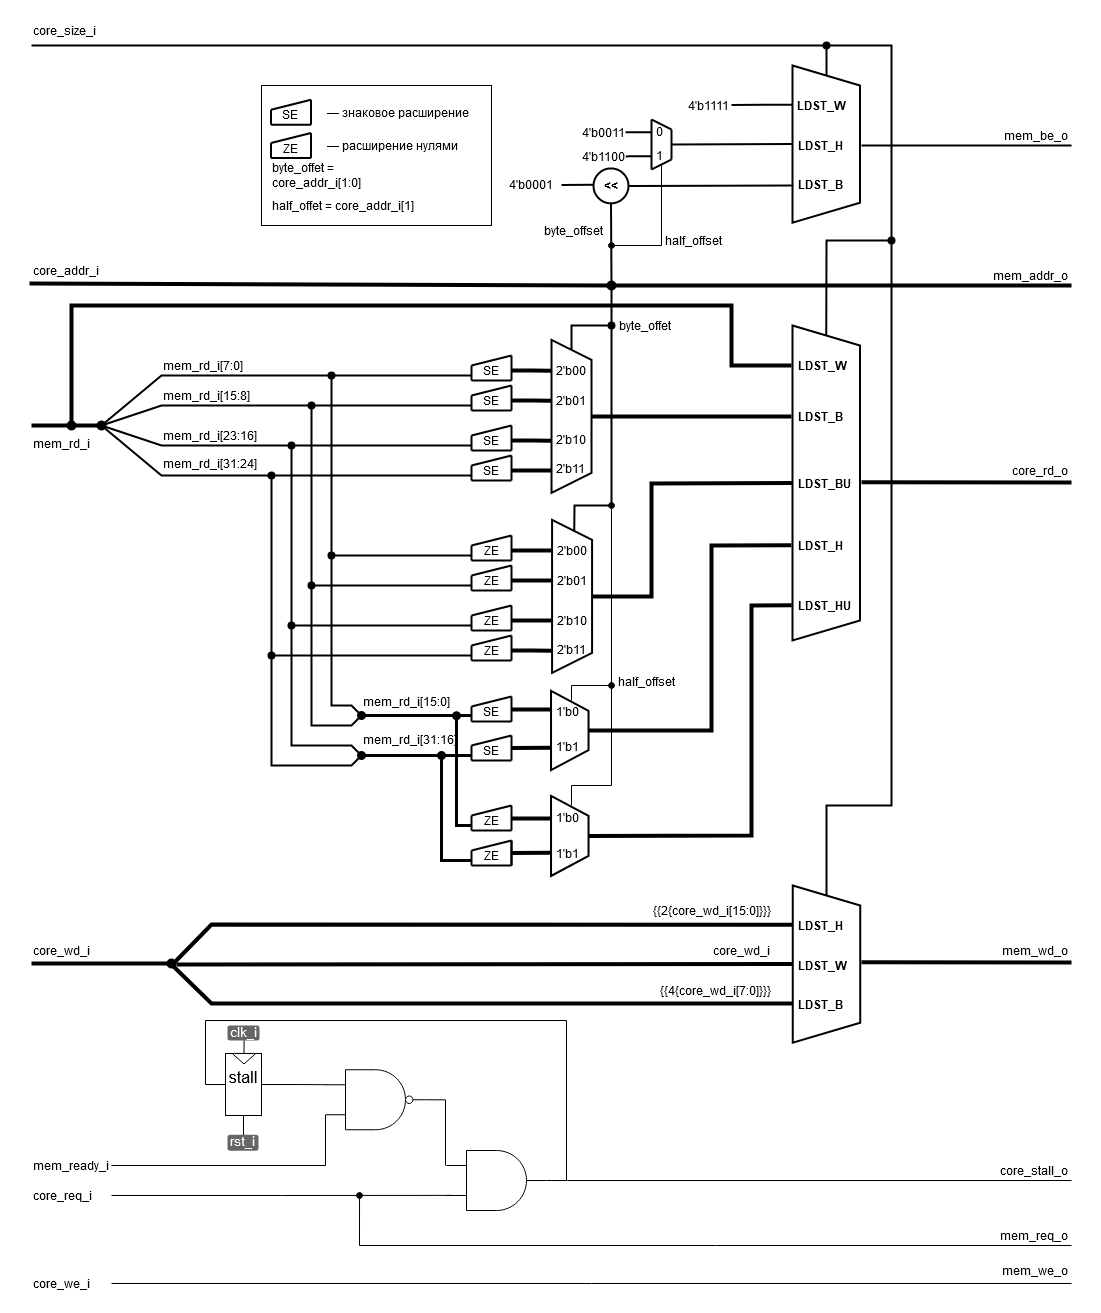 core_size_i
SE — знаковое расширение
ZE — расширение нулями
byte_offet =
core_addr_i[1:0]
half_offet = core_addr_i[1]
4'b1111
LDST_W
4'b0011
0
4'b1100
1
LDST_H
mem_be_o
4'b0001
<<
LDST_B
byte_offset
half_offset
core_addr_i
mem_addr_o
byte_offet
mem_rd_i[7:0]
SE
2'b00
LDST_W
mem_rd_i[15:8]
SE
2'b01
LDST_B
mem_rd_i
mem_rd_i[23:16]
SE
2'b10
mem_rd_i[31:24]
SE
2'b11
LDST_BU
core_rd_o
ZE
2'b00
LDST_H
ZE
2'b01
LDST_HU
ZE
2'b10
ZE
2'b11
half_offset
mem_rd_i[15:0]
SE
1'b0
mem_rd_i[31:16]
SE
1'b1
ZE
1'b0
ZE
1'b1
{{2{core_wd_i[15:0]}}}
LDST_H
core_wd_i
core_wd_i
LDST_W
mem_wd_o
{{4{core_wd_i[7:0]}}}
LDST_B
clk_i
stall
rst_i
mem_ready_i
core_stall_o
core_req_i
mem_req_o
core_we_i
mem_we_o